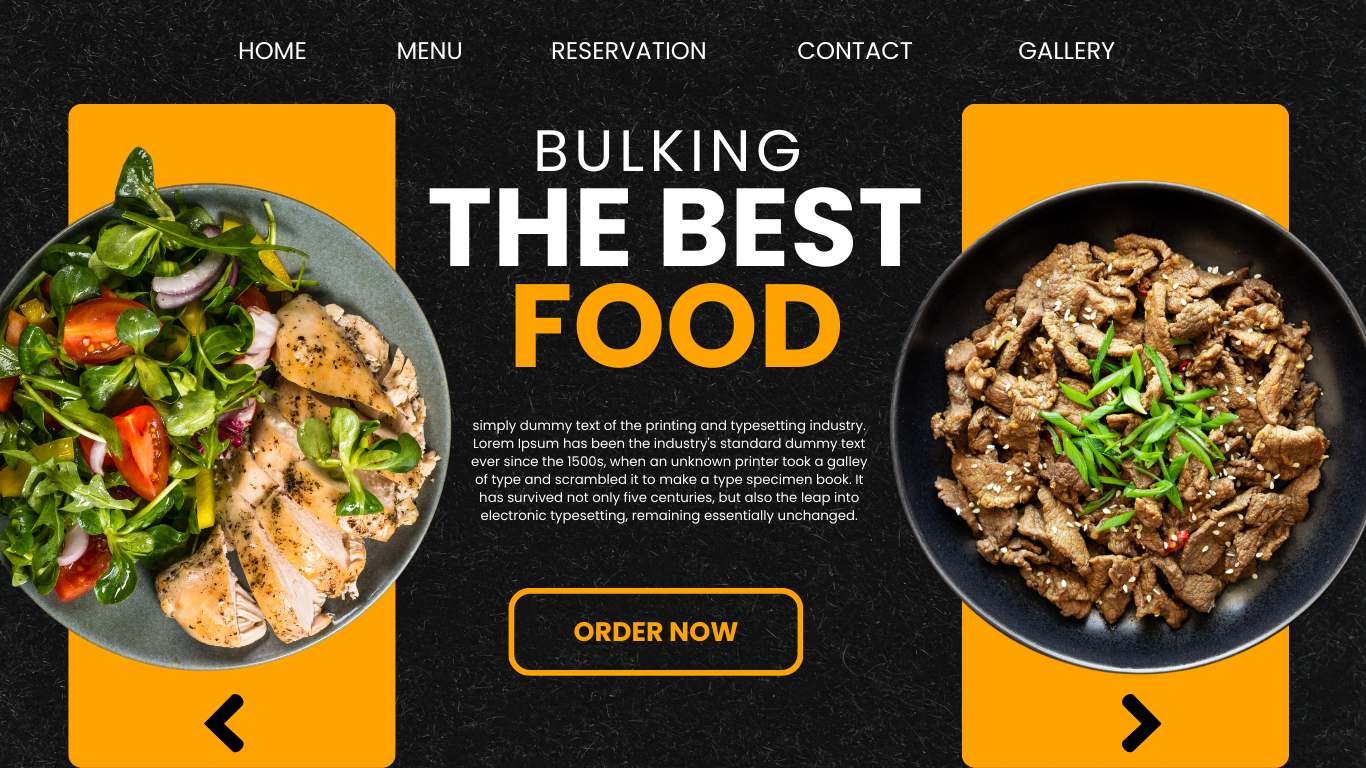 HOME MENU RESERVATION CONTACT GALLERY
BULKING
THE BEST
FOOD
simply dummy text of the printing and typesetting industry.
Lorem Ipsum has been the industry's standard dummy text
ever since the 1500s, when an unknown printer took a galley
of type and scrambled it to make a type specimen book. It
has survived not only five centuries, but also the leap into
electronic typesetting, remaining essentially unchanged.
ORDER NOW